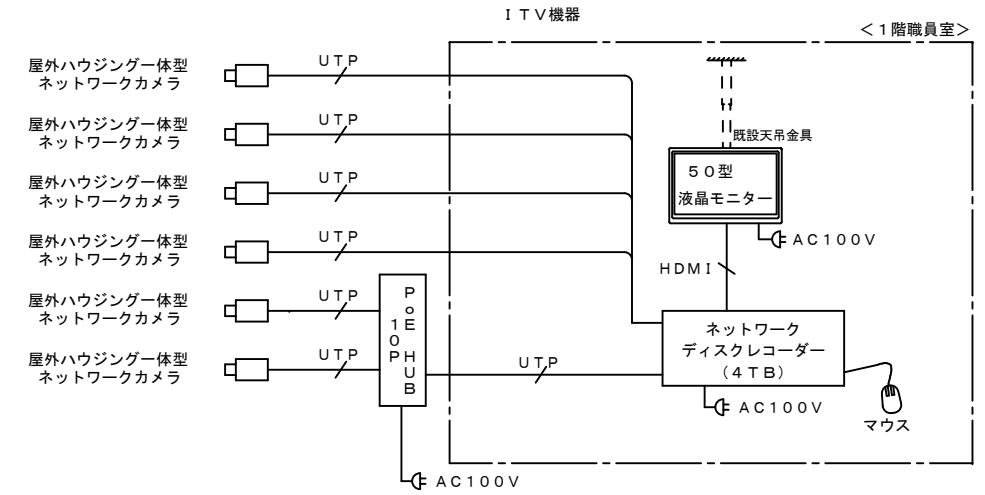 ＩＴＶ機器
＜１階職員室＞
屋外ハウジング一体型
ネットワークカメラ
ＵＴＰ
屋外ハウジング一体型
ネットワークカメラ
ＵＴＰ
既設天吊金具
５０型
液晶モニター
屋外ハウジング一体型
ネットワークカメラ
ＵＴＰ
屋外ハウジング一体型
ネットワークカメラ
ＵＴＰ
ＡＣ１００Ｖ
ＨＤＭＩ
屋外ハウジング一体型
ネットワークカメラ
ＵＴＰ
ＰｏＥ ＨＵＢ
１０Ｐ
ネットワーク
ディスクレコーダー
（４ＴＢ）
屋外ハウジング一体型
ネットワークカメラ
ＵＴＰ
ＵＴＰ
ＡＣ１００Ｖ
マウス
ＡＣ１００Ｖ